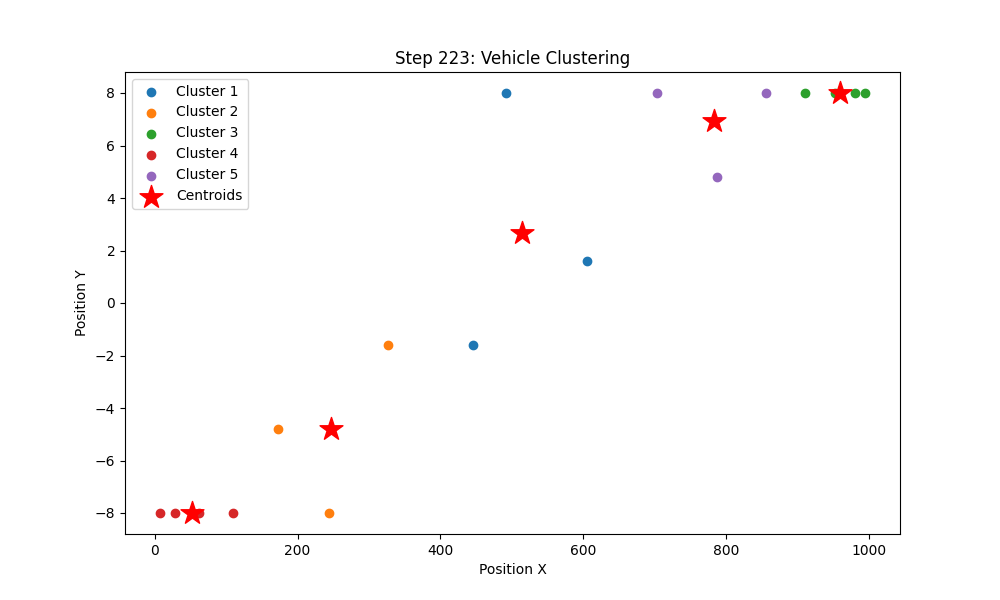 Step 223: Vehicle Clustering
Cluster 1
Cluster 2
Cluster 3
Cluster 4
Cluster 5
Centroids
8
6
4
2
0
−2
−4
−6
−8
Position Y
0 200 400 600 800 1000
Position X